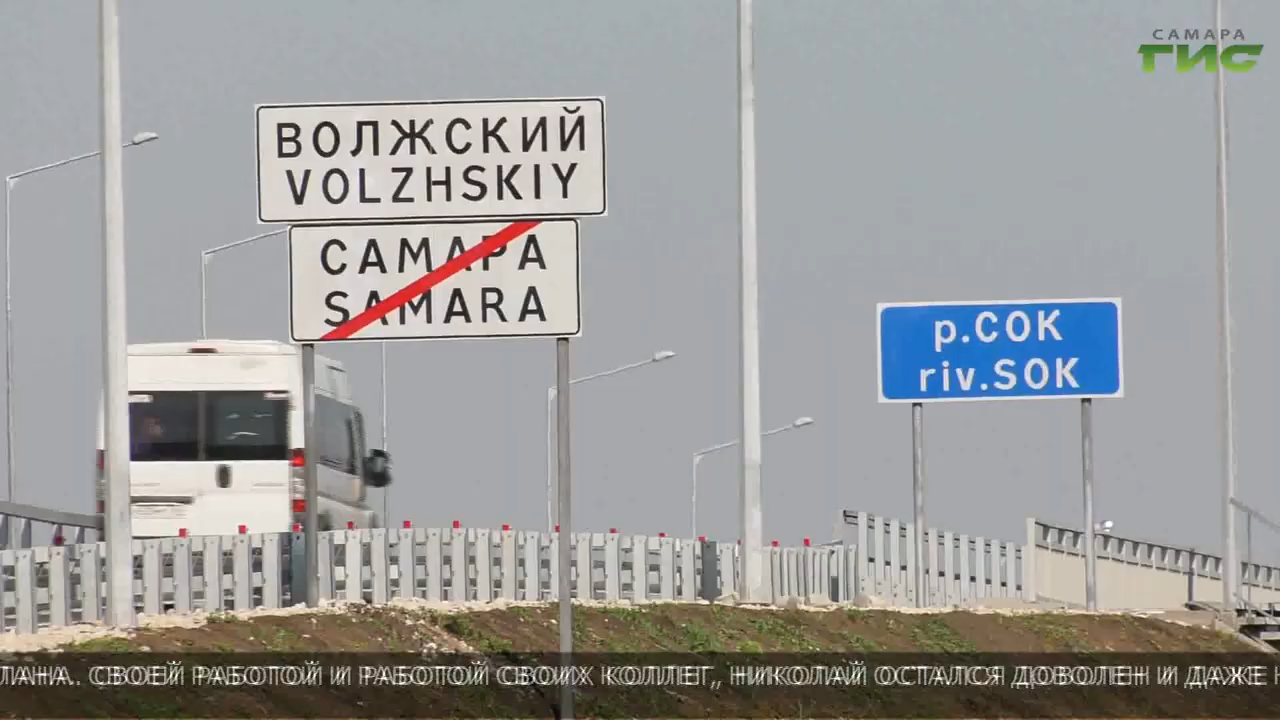 САМАРА
ГИС
ВОЛЖСКИЙ
VOLZHSKIY
САМАРА
SAMARA
р.СОК
riv.SOK
ЛАНА. СВОЕЙ РАБОТОЙ И РАБОТОЙ СВОИХ КОЛЛЕГ, НИКОЛАЙ ОСТАЛСЯ ДОВОЛЕН И ДАЖЕ Н